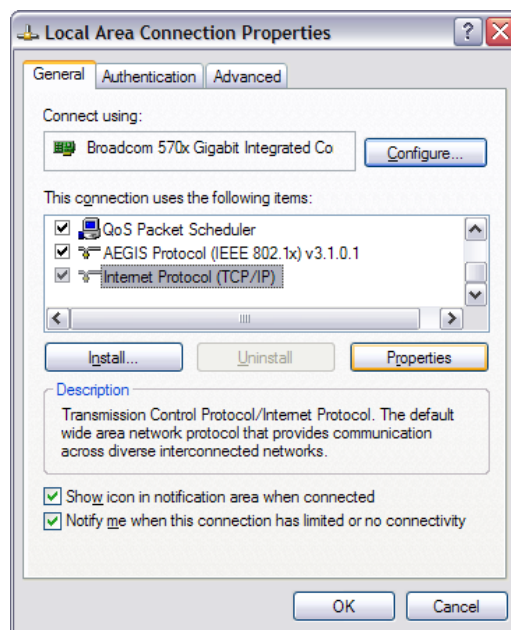 Local Area Connection Properties
General Authentication Advanced
Connect using:
Broadcom 570x Gigabit Integrated Co
Configure...
This connection uses the following items:
QoS Packet Scheduler
AEGIS Protocol (IEEE 802.1x) v3.1.0.1
Internet Protocol (TCP/IP)
Install... Uninstall Properties
Description
Transmission Control Protocol/Internet Protocol. The default
wide area network protocol that provides communication
across diverse interconnected networks.
Show icon in notification area when connected
Notify me when this connection has limited or no connectivity
OK Cancel